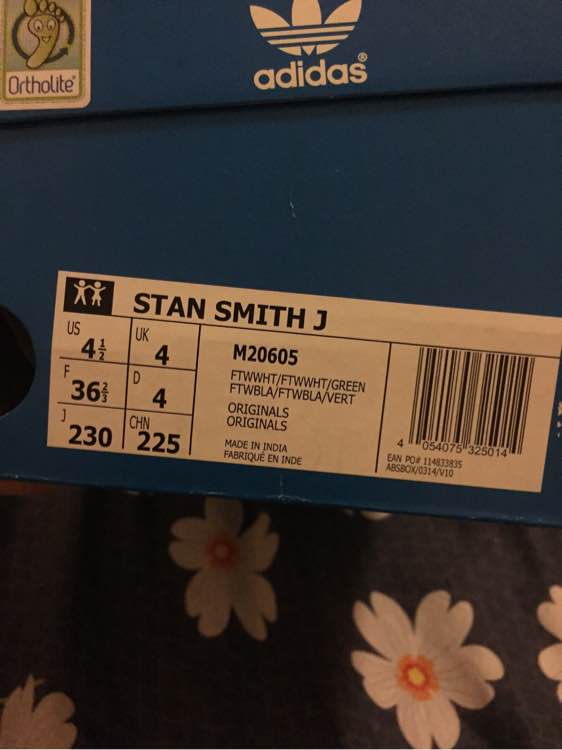 Ortholite™
adidas®
STAN SMITH J
US
4½
UK
4
F
36⅔
D
4
J
230
CHN
225
M20605
FTWWHT/FTWWHT/GREEN
FTWBLA/FTWBLA/VERT
ORIGINALS
ORIGINALS
MADE IN INDIA
FABRIQUÉ EN INDE
4 054075 325014
EAN PO# 114833835
ABSBOX/0314/V10